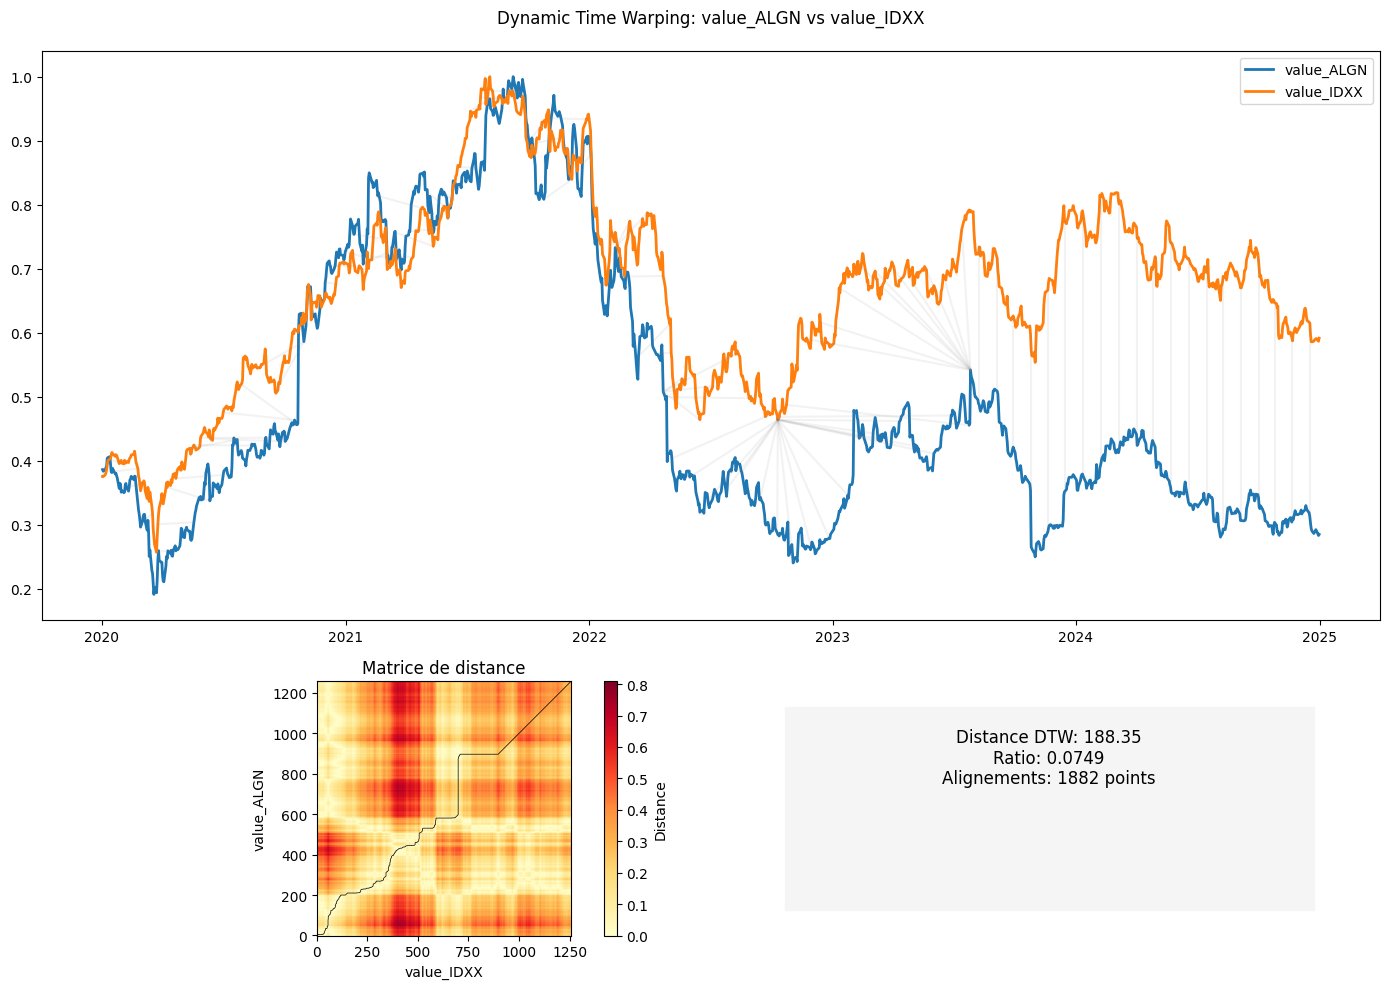 Dynamic Time Warping: value_ALGN vs value_IDXX
value_ALGN
value_IDXX
1.0
0.9
0.8
0.7
0.6
0.5
0.4
0.3
0.2
2020 2021 2022 2023 2024 2025
Matrice de distance
value_ALGN
1200
1000
800
600
400
200
0
0 250 500 750 1000 1250
value_IDXX
0.8
0.7
0.6
0.5
0.4
0.3
0.2
0.1
0.0
Distance
Distance DTW: 188.35
Ratio: 0.0749
Alignements: 1882 points